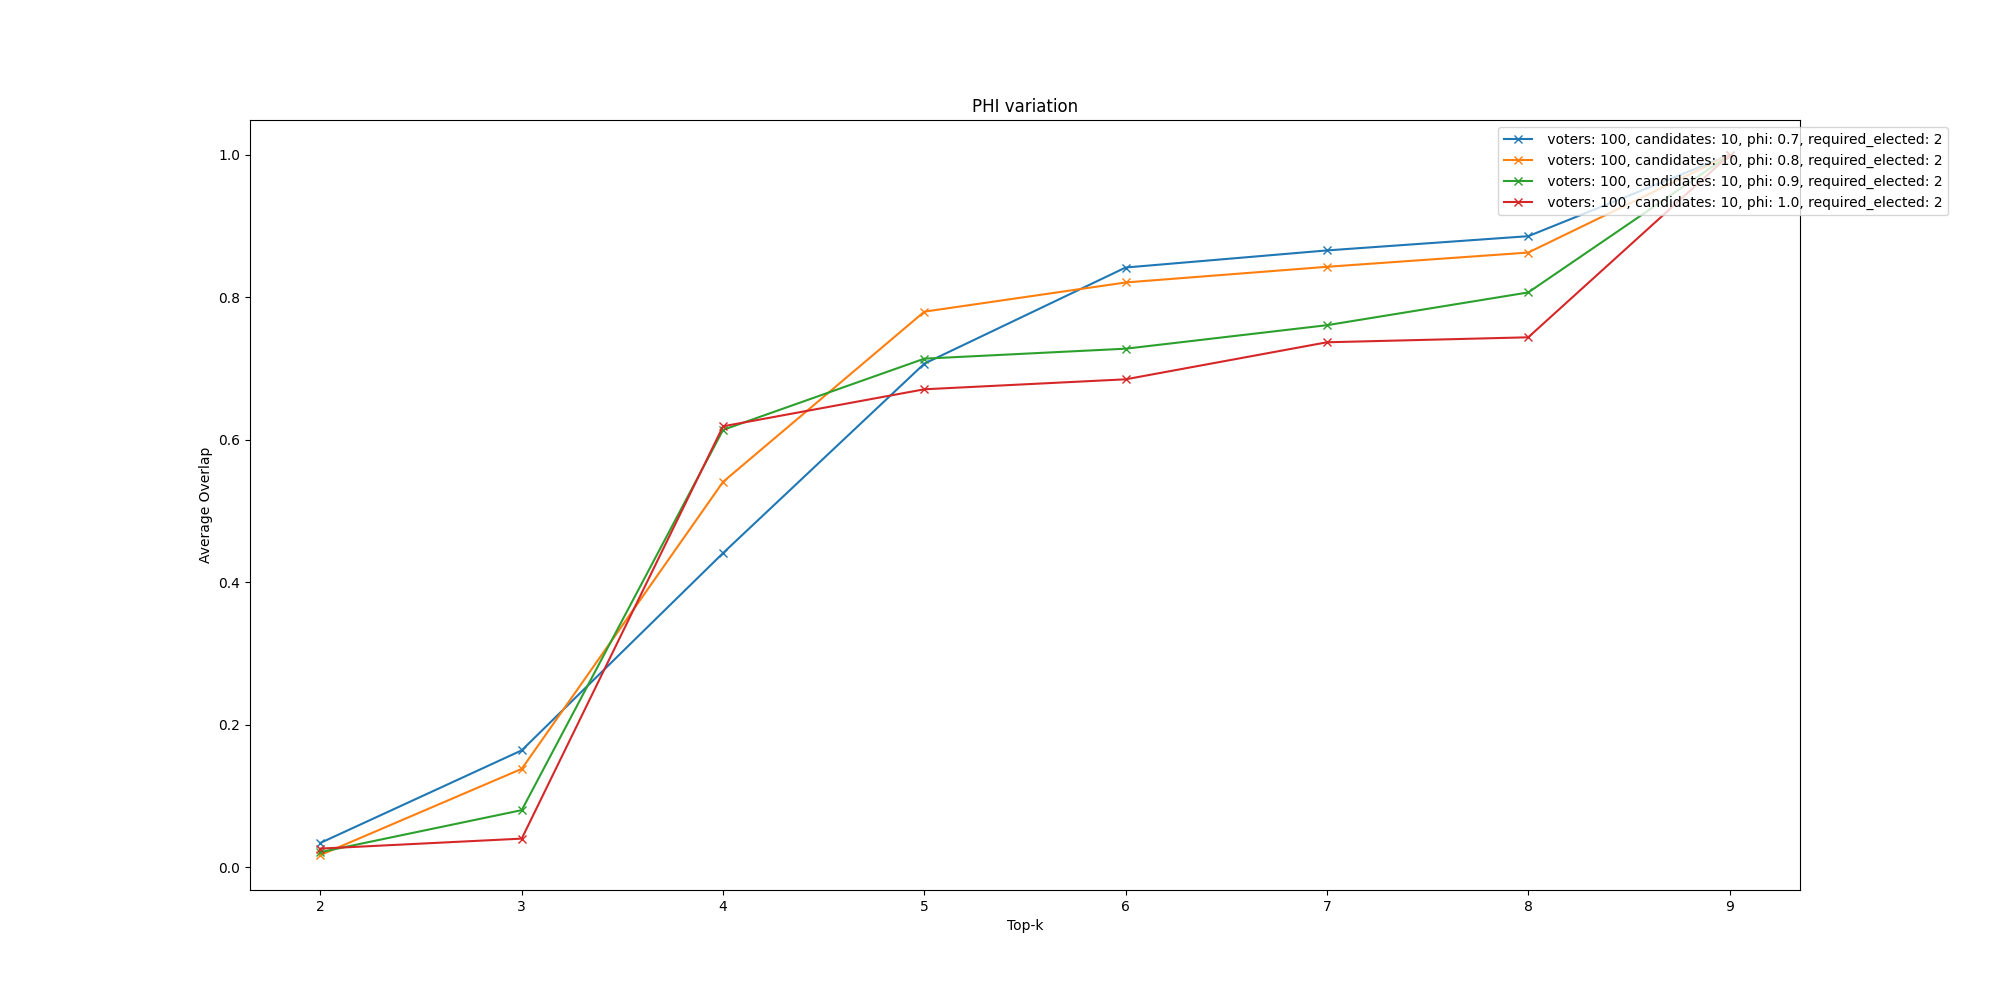 PHI variation
voters: 100, candidates: 10, phi: 0.7, required_elected: 2
voters: 100, candidates: 10, phi: 0.8, required_elected: 2
voters: 100, candidates: 10, phi: 0.9, required_elected: 2
voters: 100, candidates: 10, phi: 1.0, required_elected: 2
1.0
0.8
0.6
0.4
0.2
0.0
Average Overlap
2 3 4 5 6 7 8 9
Top-k